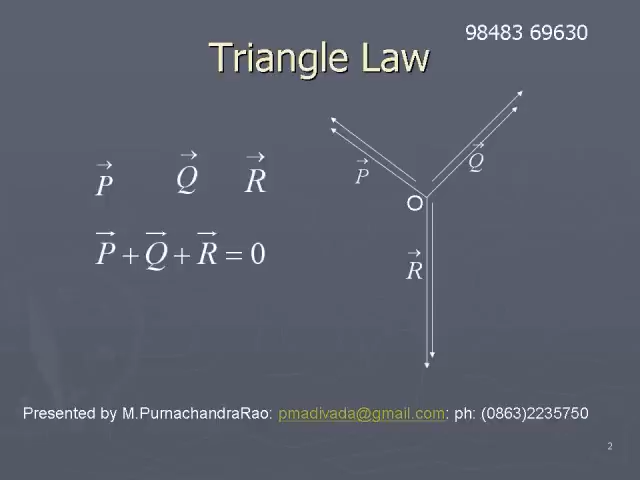 98483 69630
Triangle Law
P⃗ Q⃗ R⃗
P⃗ + Q⃗ + R⃗ = 0
P⃗
Q⃗
O
R⃗
Presented by M.PurnachandraRao: pmadivada@gmail.com: ph: (0863)2235750
2